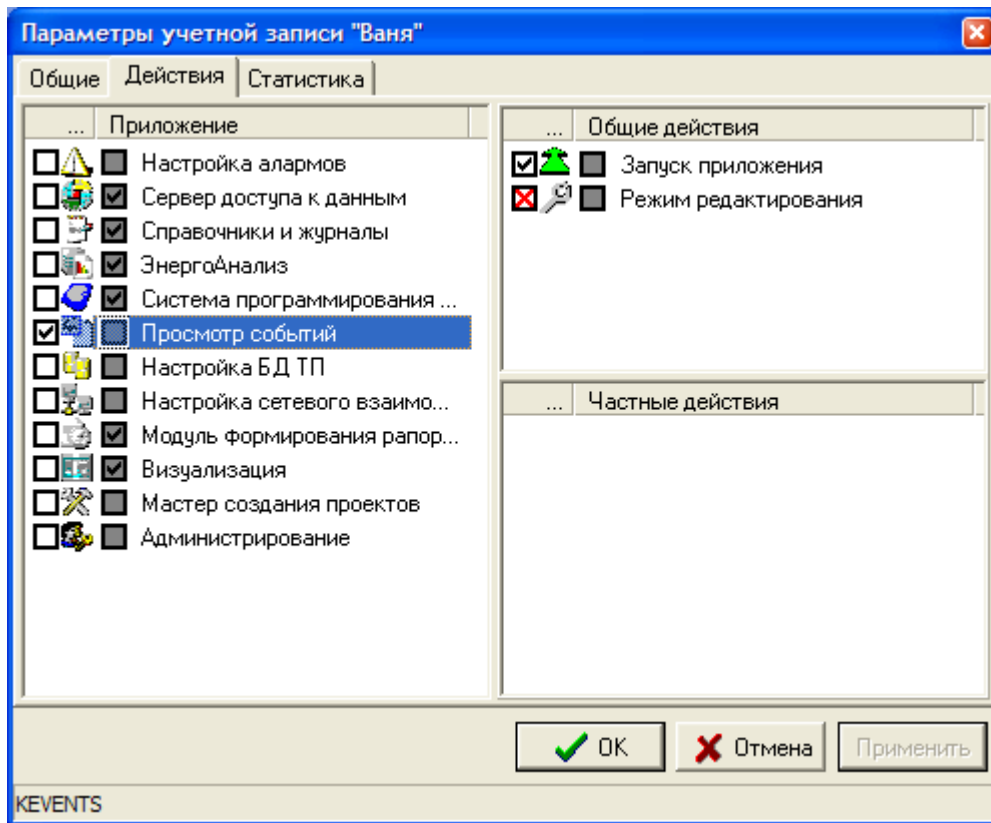 Параметры учетной записи "Ваня"
Общие Действия Статистика
... Приложение
Настройка алармов
Сервер доступа к данным
Справочники и журналы
ЭнергоАнализ
Система программирования ...
Просмотр событий
Настройка БД ТП
Настройка сетевого взаимо...
Модуль формирования рапор...
Визуализация
Мастер создания проектов
Администрирование
... Общие действия
Запуск приложения
Режим редактирования
... Частные действия
OK Отмена Применить
KEVENTS